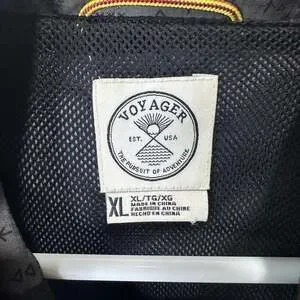 VOYAGER
EST. USA
THE PURSUIT OF ADVENTURE
XL
XL/TG/XG
MADE IN CHINA
FABRIQUE AU CHINE
HECHO EN CHINA